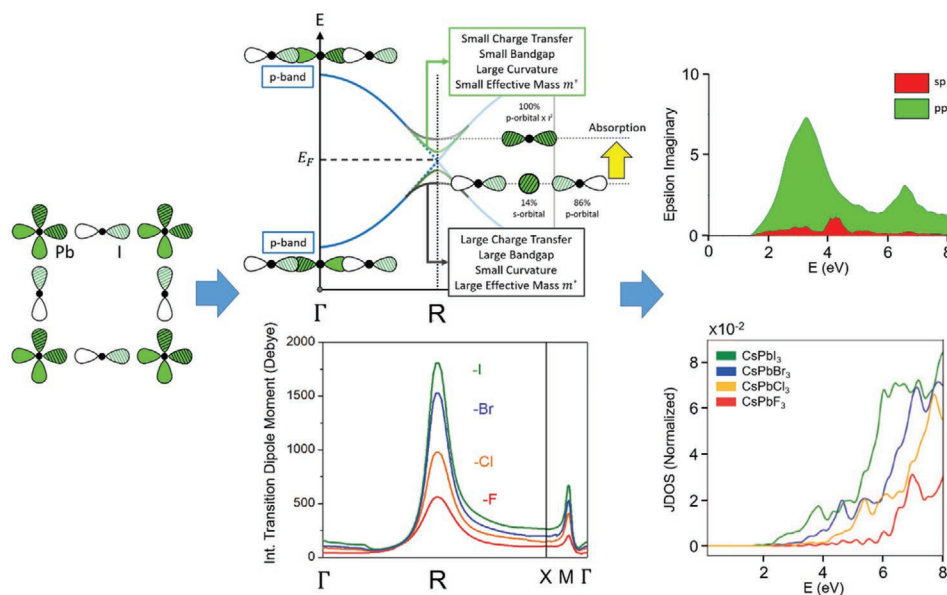 Pb
I
E
p-band
E_F
p-band
Small Charge Transfer
Small Bandgap
Large Curvature
Small Effective Mass m*
100%
p-orbital x r²
Absorption
14%
s-orbital
86%
p-orbital
Large Charge Transfer
Large Bandgap
Small Curvature
Large Effective Mass m*
Γ
R
Int. Transition Dipole Moment (Debye)
2000
1500
1000
500
0
-I
-Br
-Cl
-F
Γ
R
X
M
Γ
Epsilon Imaginary
10
5
0
sp
pp
0
2
4
6
8
E (eV)
x10-2
JDOS (Normalized)
8
6
4
2
0
CsPbI₃
CsPbBr₃
CsPbCl₃
CsPbF₃
2
4
6
8
E (eV)